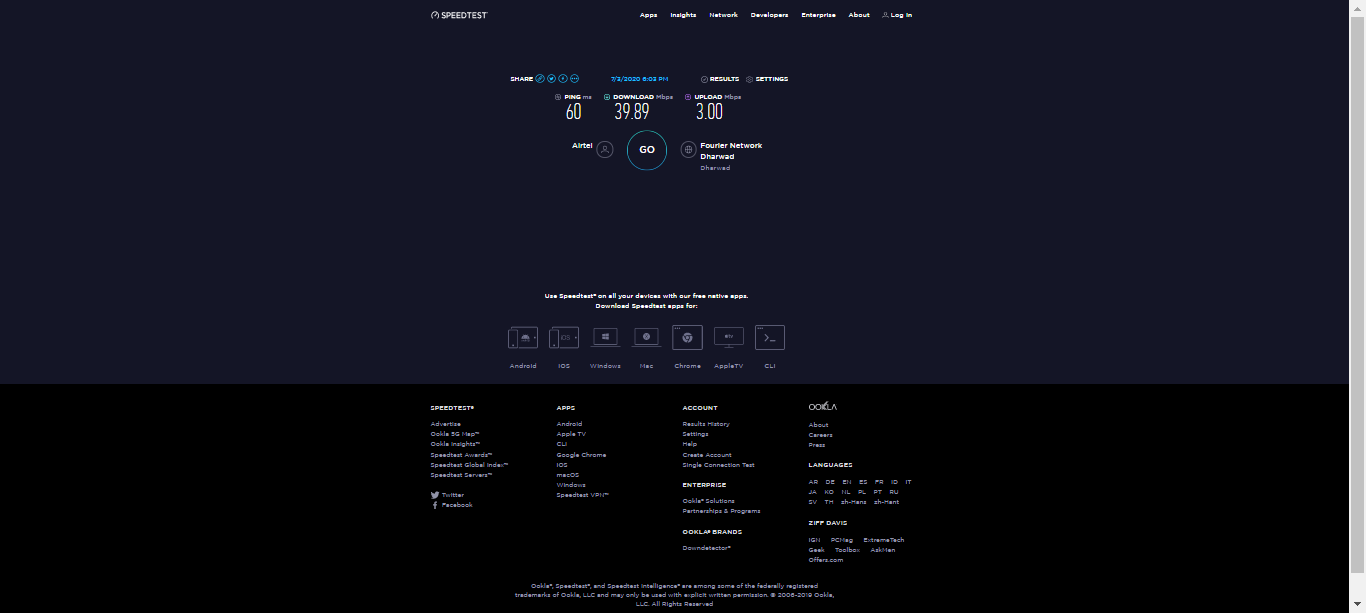 SPEEDTEST Apps Insights Network Developers Enterprise About Log In
SHARE 7/3/2020 6:03 PM RESULTS SETTINGS
PING ms DOWNLOAD Mbps UPLOAD Mbps
60 39.89 3.00
Airtel GO Fourier Network
Dharwad
Dharwad
Use Speedtest® on all your devices with our free native apps.
Download Speedtest apps for:
iOS tv
Android iOS Windows Mac Chrome AppleTV CLI
SPEEDTEST®
Advertise
Ookla 5G Map™
Ookla Insights™
Speedtest Awards™
Speedtest Global Index™
Speedtest Servers™
Twitter
Facebook
APPS
Android
Apple TV
CLI
Google Chrome
iOS
macOS
Windows
Speedtest VPN™
ACCOUNT
Results History
Settings
Help
Create Account
Single Connection Test
ENTERPRISE
Ookla® Solutions
Partnerships & Programs
OOKLA® BRANDS
Downdetector®
OOKLA
About
Careers
Press
LANGUAGES
AR DE EN ES FR ID IT
JA KO NL PL PT RU
SV TH zh-Hans zh-Hant
ZIFF DAVIS
IGN PCMag ExtremeTech
Geek Toolbox AskMen
Offers.com
Ookla®, Speedtest®, and Speedtest Intelligence® are among some of the federally registered
trademarks of Ookla, LLC and may only be used with explicit written permission. © 2006-2019 Ookla,
LLC. All Rights Reserved